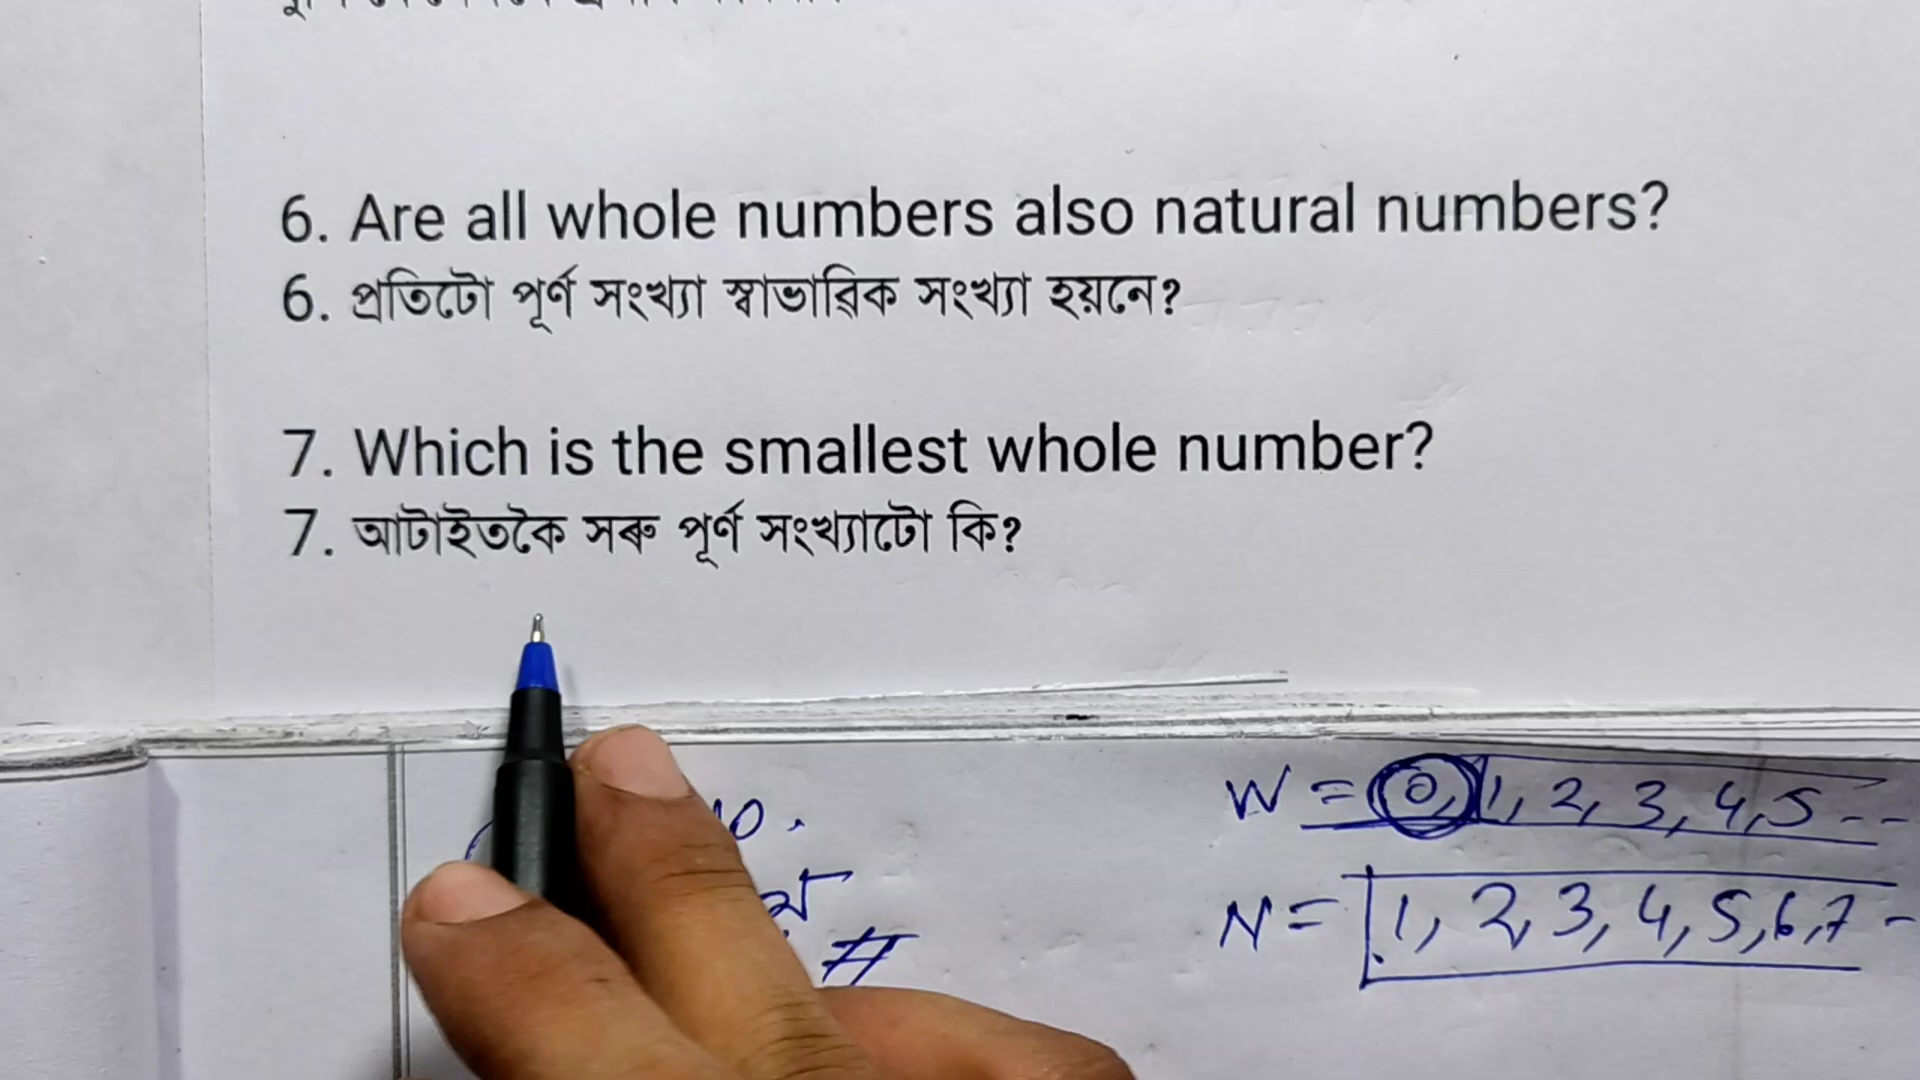 6. Are all whole numbers also natural numbers?
6. প্ৰতিটো পূৰ্ণ সংখ্যা স্বাভাৱিক সংখ্যা হয়নে?
7. Which is the smallest whole number?
7. আটাইতকৈ সৰু পূৰ্ণ সংখ্যাটো কি?
W = 0, 1, 2, 3, 4, 5 - -
N = 1, 2, 3, 4, 5, 6, 7 -